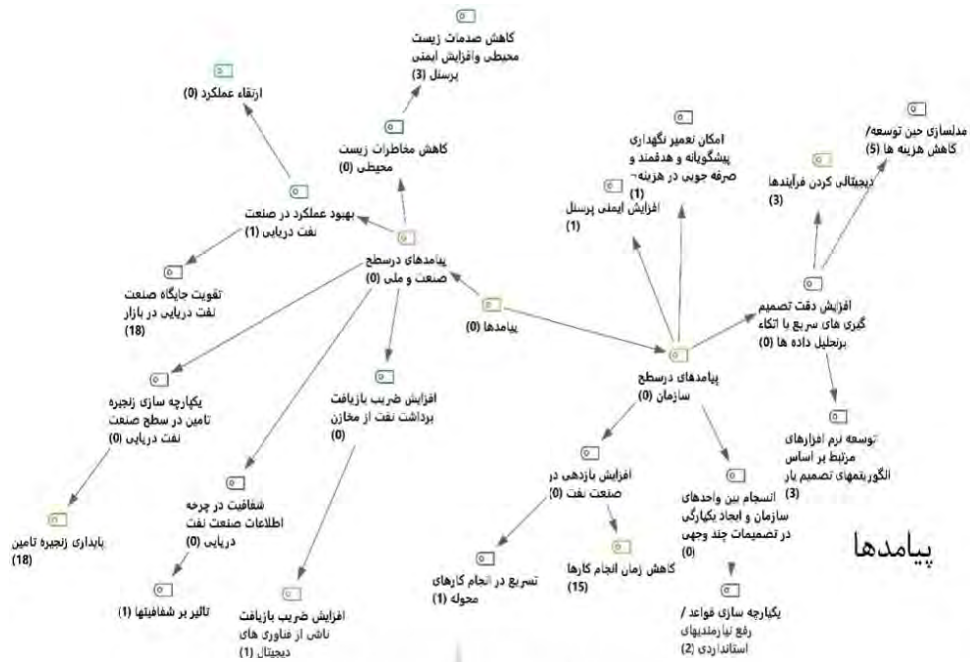 کاهش صدمات زیست
محیطی وافزایش ایمنی
پرسنل (3)
ارتقاء عملکرد (0)
کاهش مخاطرات زیست
محیطی (0)
بهبود عملکرد در صنعت
نفت دریایی (1)
تقویت جایگاه صنعت
نفت دریایی در بازار
(18)
پیامدهای درسطح
صنعت و ملی (0)
پیامدها (0)
یکپارچه سازی زنجیره
تامین در سطح صنعت
نفت دریایی (0)
پایداری زنجیره تامین
(18)
شفافیت در چرخه
اطلاعات صنعت نفت
دریایی (0)
تاثیر بر شفافیتها (1)
افزایش ضریب بازیافت
برداشت نفت از مخازن
(0)
افزایش ضریب بازیافت
ناشی از فناوری های
دیجیتال (1)
امکان تعمیر نگهداری
پیشگویانه و هدفمند و
صرفه جویی در هزینه¬
(1)
افزایش ایمنی پرسنل
(1)
مدلسازی حین توسعه/
کاهش هزینه ها (5)
دیجیتالی کردن فرآیندها
(3)
افزایش دقت تصمیم
گیری های سریع با اتکاء
برتحلیل داده ها (0)
توسعه نرم افزارهای
مرتبط بر اساس
الگوریتمهای تصمیم یار
(3)
پیامدهای درسطح
سازمان (0)
افزایش بازدهی در
صنعت نفت (0)
تسریع در انجام کارهای
محوله (1)
کاهش زمان انجام کارها
(15)
انسجام بین واحدهای
سازمان و ایجاد یکپارگی
در تصمیمات چند وجهی
(0)
یکپارچه سازی قواعد /
رفع نیازمندیهای
استانداردی (2)
پیامدها